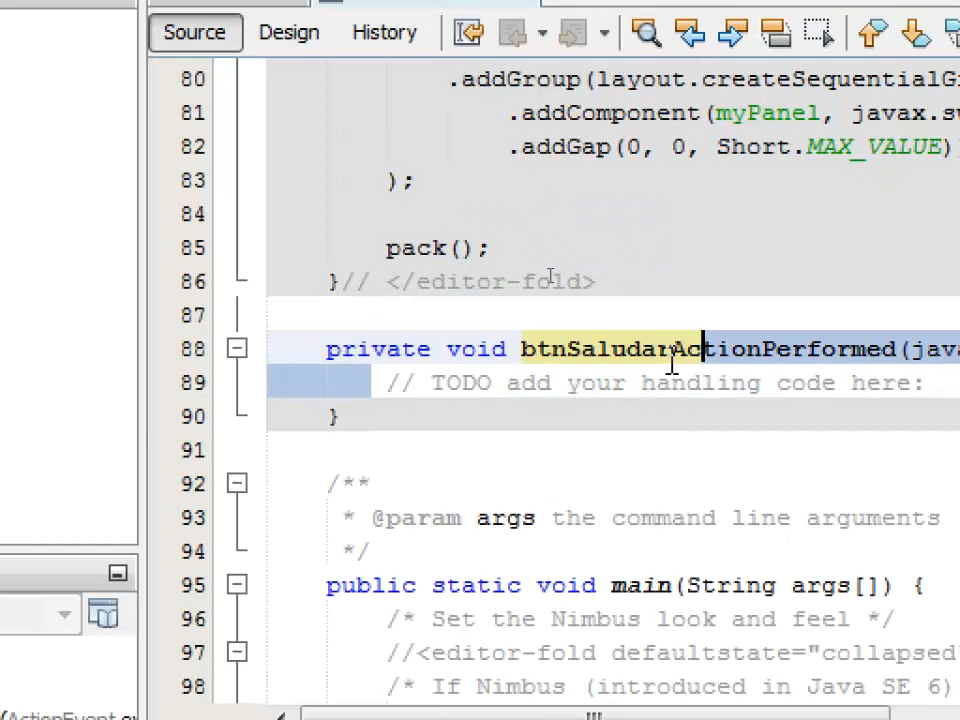 Source Design History
80 .addGroup(layout.createSequentialG
81 .addComponent(myPanel, javax.sw
82 .addGap(0, 0, Short.MAX_VALUE)
83 );
84
85 pack();
86 }// </editor-fold>
87
88 private void btnSaludarActionPerformed(java
89 // TODO add your handling code here:
90 }
91
92 /**
93 * @param args the command line arguments
94 */
95 public static void main(String args[]) {
96 /* Set the Nimbus look and feel */
97 //<editor-fold defaultstate="collapsed"
98 /* If Nimbus (introduced in Java SE 6)
(ActionEvent